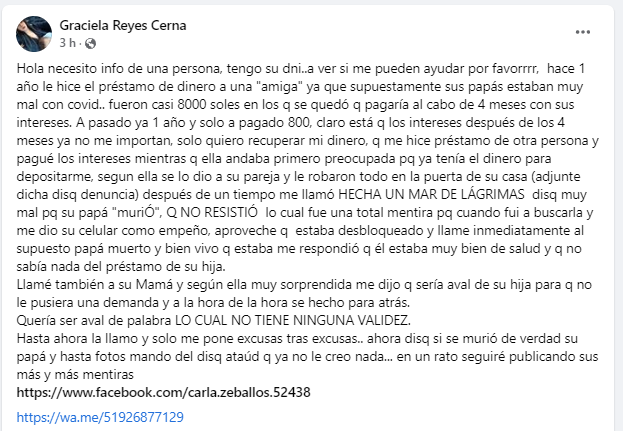 Graciela Reyes Cerna
3 h ·
Hola necesito info de una persona, tengo su dni..a ver si me pueden ayudar por favorrrr, hace 1
año le hice el préstamo de dinero a una "amiga" ya que supuestamente sus papás estaban muy
mal con covid.. fueron casi 8000 soles en los q se quedó q pagaría al cabo de 4 meses con sus
intereses. A pasado ya 1 año y solo a pagado 800, claro está q los intereses después de los 4
meses ya no me importan, solo quiero recuperar mi dinero, q me hice préstamo de otra persona y
pagué los intereses mientras q ella andaba primero preocupada pq ya tenía el dinero para
depositarme, segun ella se lo dio a su pareja y le robaron todo en la puerta de su casa (adjunte
dicha disq denuncia) después de un tiempo me llamó HECHA UN MAR DE LÁGRIMAS disq muy
mal pq su papá "muriÓ", Q NO RESISTIÓ lo cual fue una total mentira pq cuando fui a buscarla y
me dio su celular como empeño, aproveche q estaba desbloqueado y llame inmediatamente al
supuesto papá muerto y bien vivo q estaba me respondió q él estaba muy bien de salud y q no
sabía nada del préstamo de su hija.
Llamé también a su Mamá y según ella muy sorprendida me dijo q sería aval de su hija para q no
le pusiera una demanda y a la hora de la hora se hecho para atrás.
Quería ser aval de palabra LO CUAL NO TIENE NINGUNA VALIDEZ.
Hasta ahora la llamo y solo me pone excusas tras excusas.. ahora disq si se murió de verdad su
papá y hasta fotos mando del disq ataúd q ya no le creo nada... en un rato seguiré publicando sus
más y más mentiras
https://www.facebook.com/carla.zeballos.52438
https://wa.me/51926877129